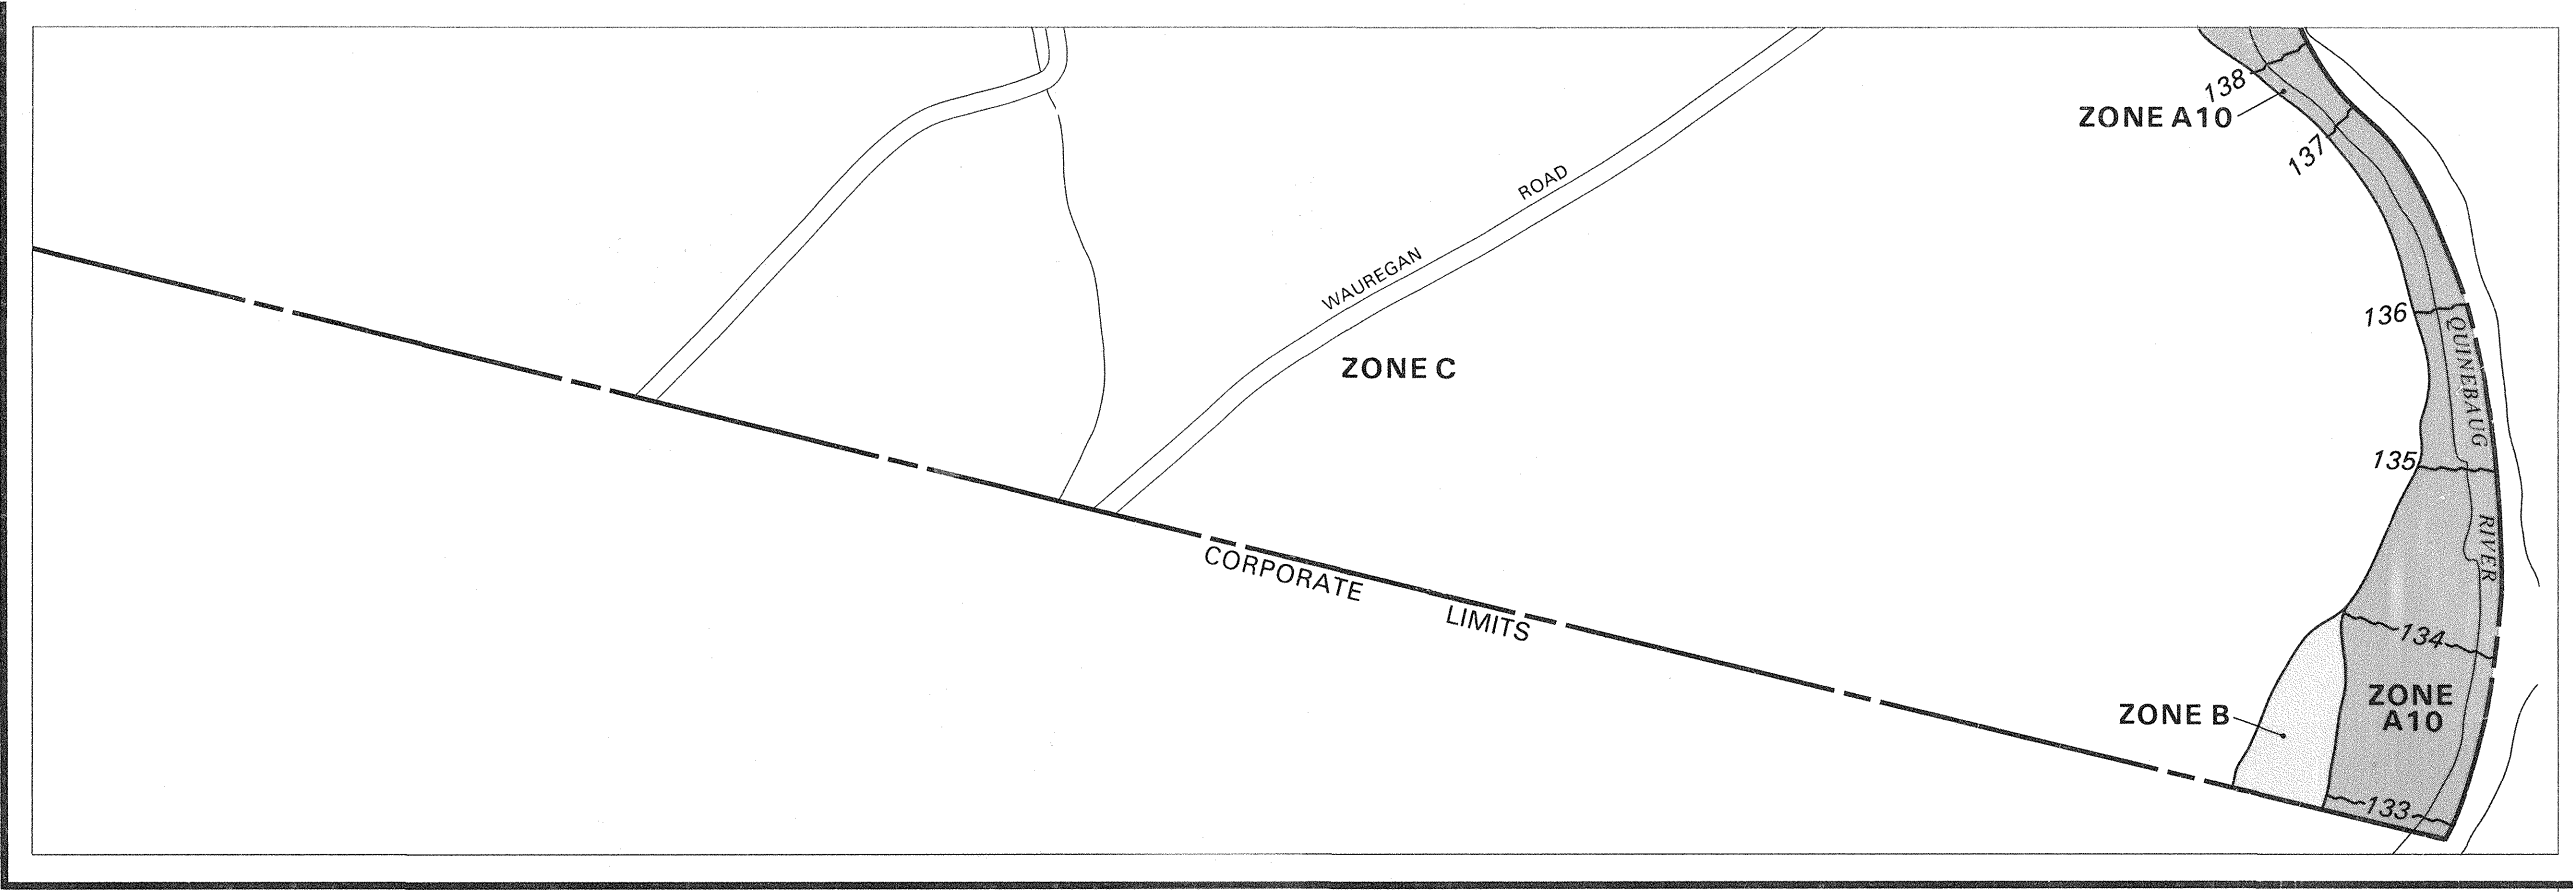 138
ZONE A10
137
ROAD
WAUREGAN
136
QUINEBAUG
ZONE C
135
RIVER
CORPORATE
LIMITS
134
ZONE
A10
ZONE B
133